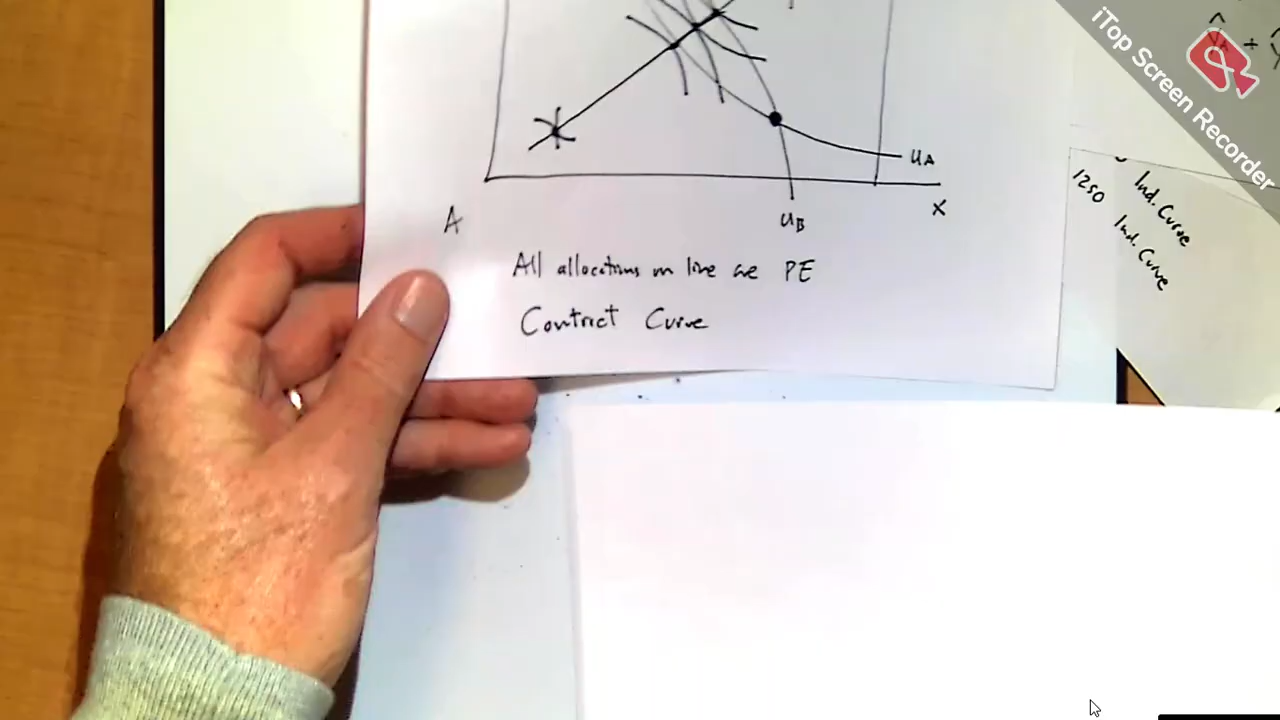 iTop Screen Recorder
UA
A
UB
X
All allocations on line are PE
Contract Curve
1250
Ind. Curve
Ind. Curve